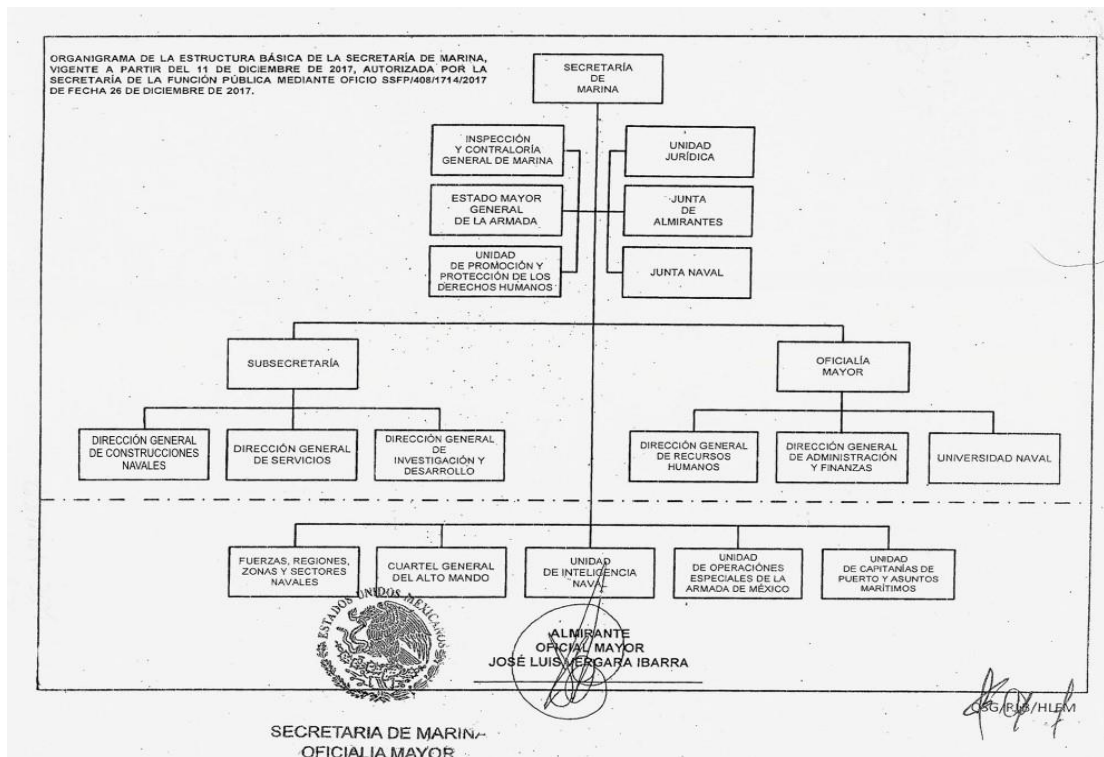 ORGANIGRAMA DE LA ESTRUCTURA BÁSICA DE LA SECRETARÍA DE MARINA,
VIGENTE A PARTIR DEL 11 DE DICIEMBRE DE 2017, AUTORIZADA POR LA
SECRETARÍA DE LA FUNCIÓN PÚBLICA MEDIANTE OFICIO SSFP/408/1714/2017
DE FECHA 26 DE DICIEMBRE DE 2017.
SECRETARÍA
DE
MARINA
INSPECCIÓN
Y CONTRALORÍA
GENERAL DE MARINA
UNIDAD
JURÍDICA
ESTADO MAYOR
GENERAL
DE LA ARMADA
JUNTA
DE
ALMIRANTES
UNIDAD
DE PROMOCIÓN Y
PROTECCIÓN DE LOS
DERECHOS HUMANOS
JUNTA NAVAL
SUBSECRETARÍA
OFICIALÍA
MAYOR
DIRECCIÓN GENERAL
DE CONSTRUCCIONES
NAVALES
DIRECCIÓN GENERAL
DE SERVICIOS
DIRECCIÓN GENERAL
DE
INVESTIGACIÓN Y
DESARROLLO
DIRECCIÓN GENERAL
DE RECURSOS
HUMANOS
DIRECCIÓN GENERAL
DE ADMINISTRACIÓN
Y FINANZAS
UNIVERSIDAD NAVAL
FUERZAS, REGIONES,
ZONAS Y SECTORES
NAVALES
CUARTEL GENERAL
DEL ALTO MANDO
UNIDAD
DE INTELIGENCIA
NAVAL
UNIDAD
DE OPERACIÓNES
ESPECIALES DE LA
ARMADA DE MÉXICO
UNIDAD
DE CAPITANÍAS DE
PUERTO Y ASUNTOS
MARÍTIMOS
ESTADOS UNIDOS MEXICANOS
ALMIRANTE
OFICIAL MAYOR
JOSÉ LUIS VERGARA IBARRA
SECRETARIA DE MARINA
OFICIALIA MAYOR